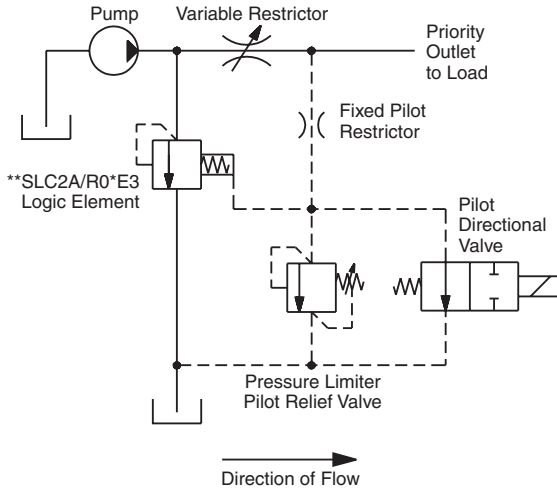 Pump
Variable Restrictor
Priority
Outlet
to Load
Fixed Pilot
Restrictor
**SLC2A/R0*E3
Logic Element
Pilot
Directional
Valve
Pressure Limiter
Pilot Relief Valve
Direction of Flow